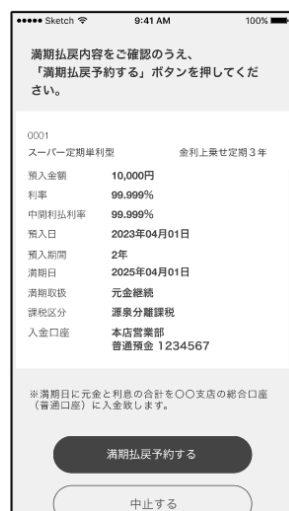 Sketch 9:41 AM 100%
満期払戻内容をご確認のうえ、
「満期払戻予約する」ボタンを押してくだ
さい。
0001
スーパー定期単利型 金利上乗せ定期3年
預入金額 10,000円
利率 99.999%
中間利払利率 99.999%
預入日 2023年04月01日
預入期間 2年
満期日 2025年04月01日
満期取扱 元金継続
課税区分 源泉分離課税
入金口座 本店営業部
普通預金 1234567
※満期日に元金と利息の合計を〇〇支店の総合口座
（普通口座）に入金致します。
満期払戻予約する
中止する